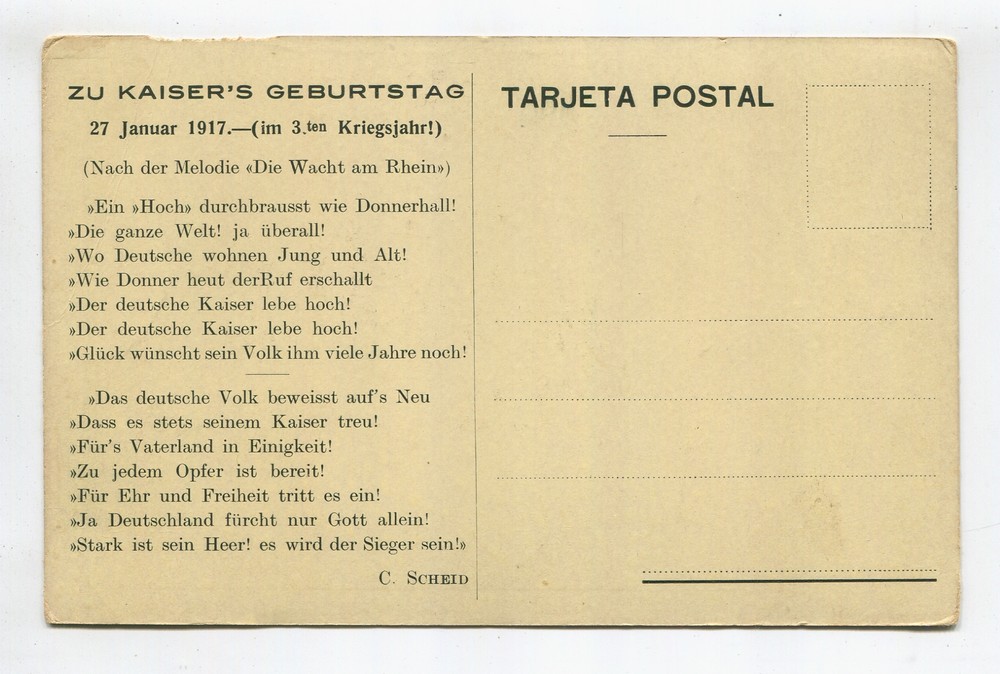 ZU KAISER'S GEBURTSTAG
27 Januar 1917.—(im 3.ten Kriegsjahr!)
(Nach der Melodie «Die Wacht am Rhein»)
»Ein »Hoch» durchbrausst wie Donnerhall!
»Die ganze Welt! ja überall!
»Wo Deutsche wohnen Jung und Alt!
»Wie Donner heut derRuf erschallt
»Der deutsche Kaiser lebe hoch!
»Der deutsche Kaiser lebe hoch!
»Glück wünscht sein Volk ihm viele Jahre noch!
»Das deutsche Volk beweisst auf's Neu
»Dass es stets seinem Kaiser treu!
»Für's Vaterland in Einigkeit!
»Zu jedem Opfer ist bereit!
»Für Ehr und Freiheit tritt es ein!
»Ja Deutschland fürcht nur Gott allein!
»Stark ist sein Heer! es wird der Sieger sein!»
C. Scheid
TARJETA POSTAL